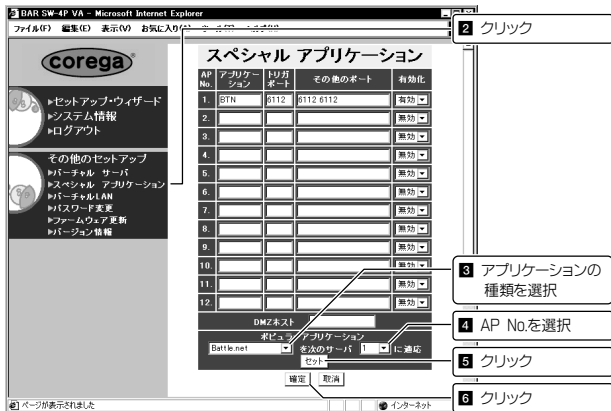 BAR SW-4P VA - Microsoft Internet Explorer
ファイル(F) 編集(E) 表示(V) お気に入り(A)
2 クリック
corega
▶セットアップ・ウィザード
▶システム情報
▶ログアウト
その他のセットアップ
▶バーチャル サーバ
▶スペシャル アプリケーション
▶バーチャルLAN
▶パスワード変更
▶ファームウェア更新
▶バージョン情報
スペシャル アプリケーション
AP No. アプリケーション トリガポート その他のポート 有効化
1. BTN 6112 6112 6112 有効
2. 無効
3. 無効
4. 無効
5. 無効
6. 無効
7. 無効
8. 無効
9. 無効
10. 無効
11. 無効
12. 無効
DMZホスト
ポピュラ アプリケーション
Battle.net を次のサーバ 1 に適応
セット
確定 取消
3 アプリケーションの
種類を選択
4 AP No.を選択
5 クリック
6 クリック
ページが表示されました インターネット